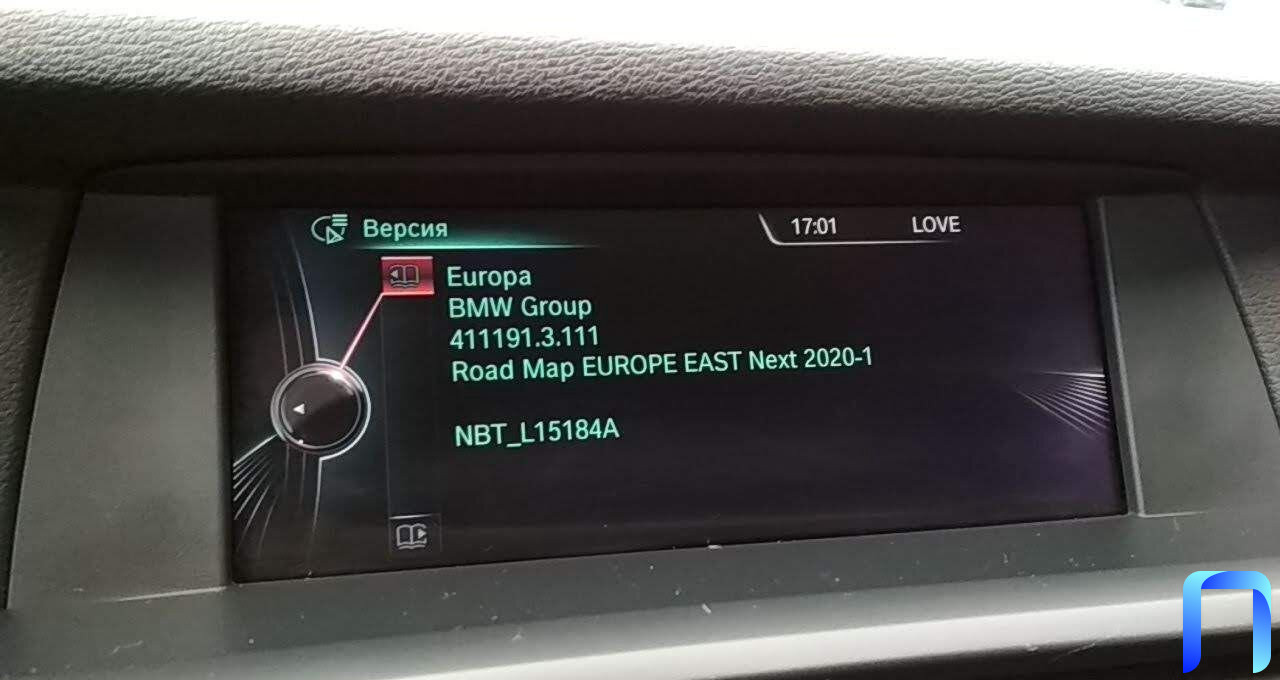 Версия
17:01
LOVE
Europa
BMW Group
411191.3.111
Road Map EUROPE EAST Next 2020-1
NBT_L15184A